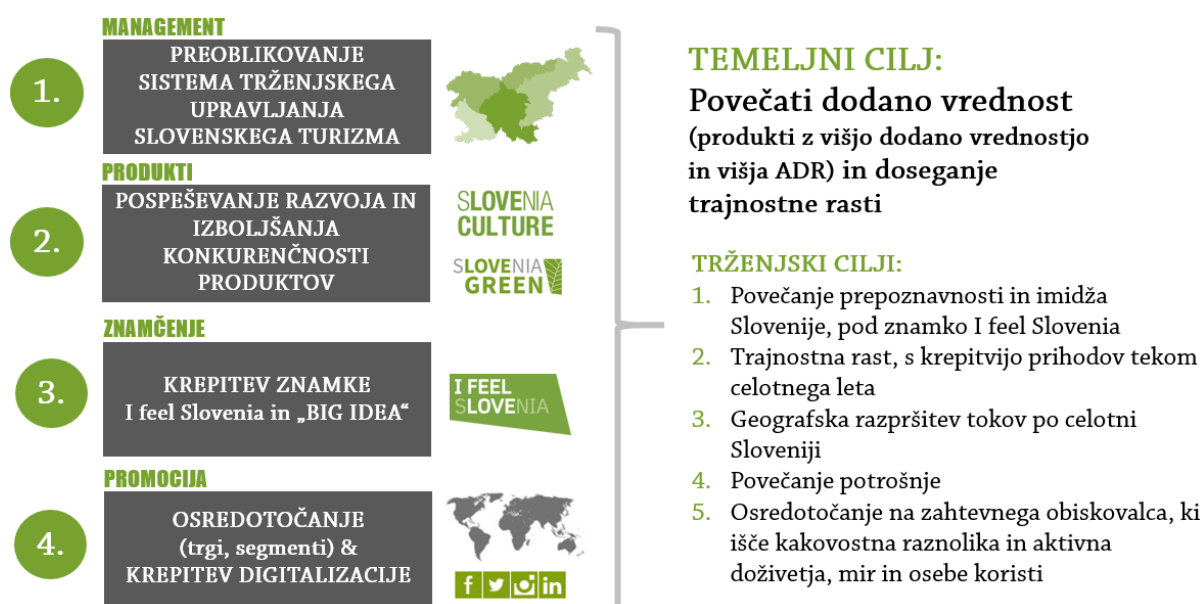 MANAGEMENT
1.
PREOBLIKOVANJE
SISTEMA TRŽENJSKEGA
UPRAVLJANJA
SLOVENSKEGA TURIZMA
PRODUKTI
2.
POSPEŠEVANJE RAZVOJA IN
IZBOLJŠANJA
KONKURENČNOSTI
PRODUKTOV
SLOVENIA
CULTURE
SLOVENIA
GREEN
ZNAMČENJE
3.
KREPITEV ZNAMKE
I feel Slovenia in „BIG IDEA“
I FEEL
SLOVENIA
PROMOCIJA
4.
OSREDOTOČANJE
(trgi, segmenti) &
KREPITEV DIGITALIZACIJE
f
in
TEMELJNI CILJ:
Povečati dodano vrednost
(produkti z višjo dodano vrednostjo
in višja ADR) in doseganje
trajnostne rasti
TRŽENJSKI CILJI:
1. Povečanje prepoznavnosti in imidža
Slovenije, pod znamko I feel Slovenia
2. Trajnostna rast, s krepitvijo prihodov tekom
celotnega leta
3. Geografska razpršitev tokov po celotni
Sloveniji
4. Povečanje potrošnje
5. Osredotočanje na zahtevnega obiskovalca, ki
išče kakovostna raznolika in aktivna
doživetja, mir in osebe koristi